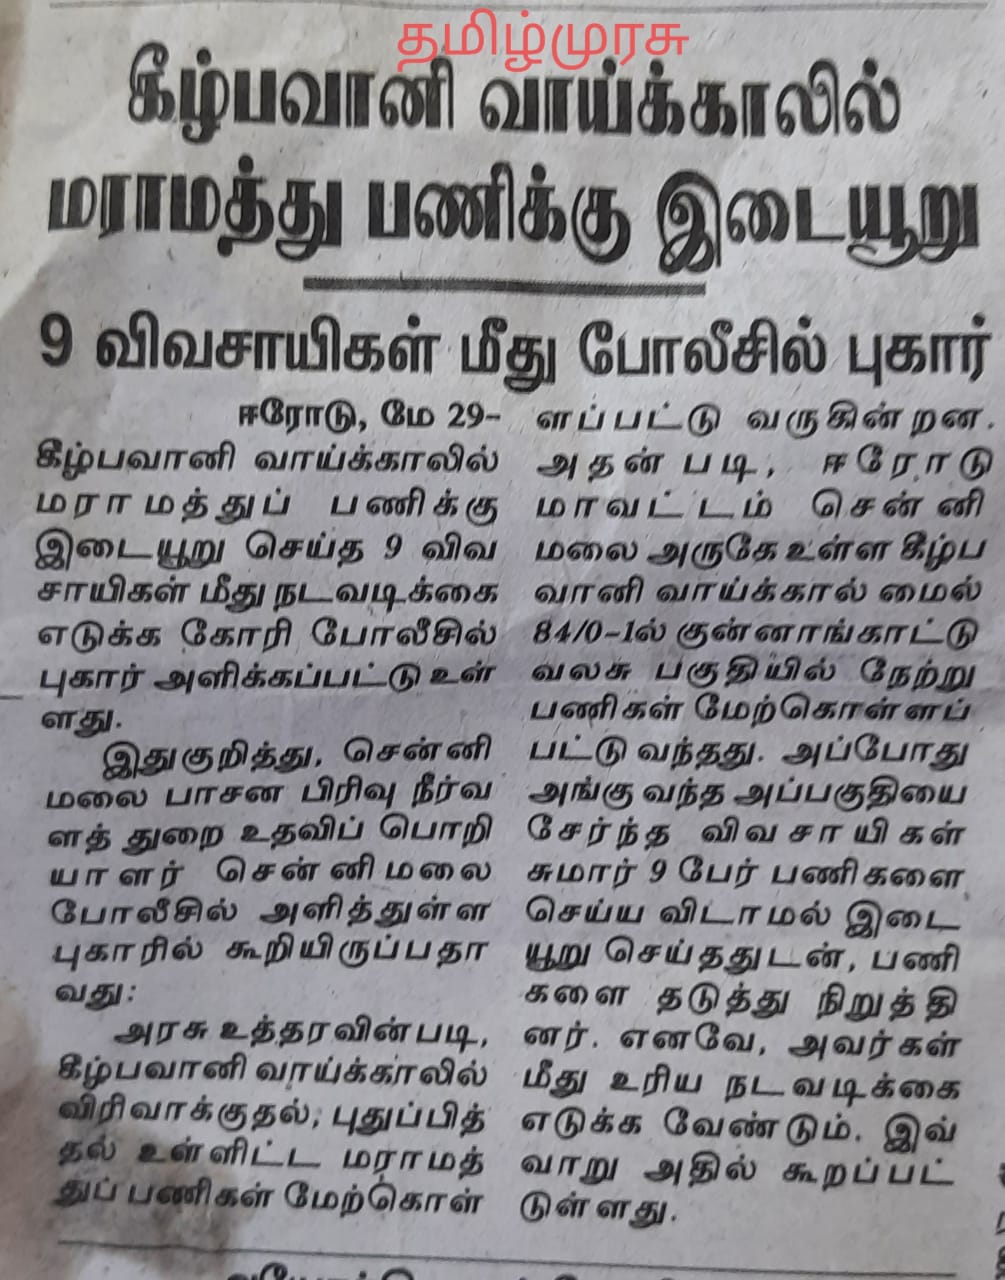 தமிழ்முரசு
கீழ்பவானி வாய்க்காலில்
மராமத்து பணிக்கு இடையூறு
9 விவசாயிகள் மீது போலீசில் புகார்
ஈரோடு, மே 29-
கீழ்பவானி வாய்க்காலில்
மராமத்துப் பணிக்கு
இடையூறு செய்த 9 விவ
சாயிகள் மீது நடவடிக்கை
எடுக்க கோரி போலீசில்
புகார் அளிக்கப்பட்டு உள்
ளது.
இதுகுறித்து, சென்னி
மலை பாசன பிரிவு நீர்வ
ளத் துறை உதவிப் பொறி
யாளர் சென்னிமலை
போலீசில் அளித்துள்ள
புகாரில் கூறியிருப்பதா
வது:
அரசு உத்தரவின்படி,
கீழ்பவானி வாய்க்காலில்
விரிவாக்குதல், புதுப்பித்
தல் உள்ளிட்ட மராமத்
துப் பணிகள் மேற்கொள்
ளப்பட்டு வருகின்றன.
அதன் படி, ஈரோடு
மாவட்டம் சென்னி
மலை அருகே உள்ள கீழ்ப
வானி வாய்க்கால் மைல்
84/0-1ல் குன்னாங்காட்டு
வலசு பகுதியில் நேற்று
பணிகள் மேற்கொள்ளப்
பட்டு வந்தது. அப்போது
அங்கு வந்த அப்பகுதியை
சேர்ந்த விவசாயிகள்
சுமார் 9 பேர் பணிகளை
செய்ய விடாமல் இடை
யூறு செய்ததுடன், பணி
களை தடுத்து நிறுத்தி
னர். எனவே, அவர்கள்
மீது உரிய நடவடிக்கை
எடுக்க வேண்டும். இவ்
வாறு அதில் கூறப்பட்
டுள்ளது.